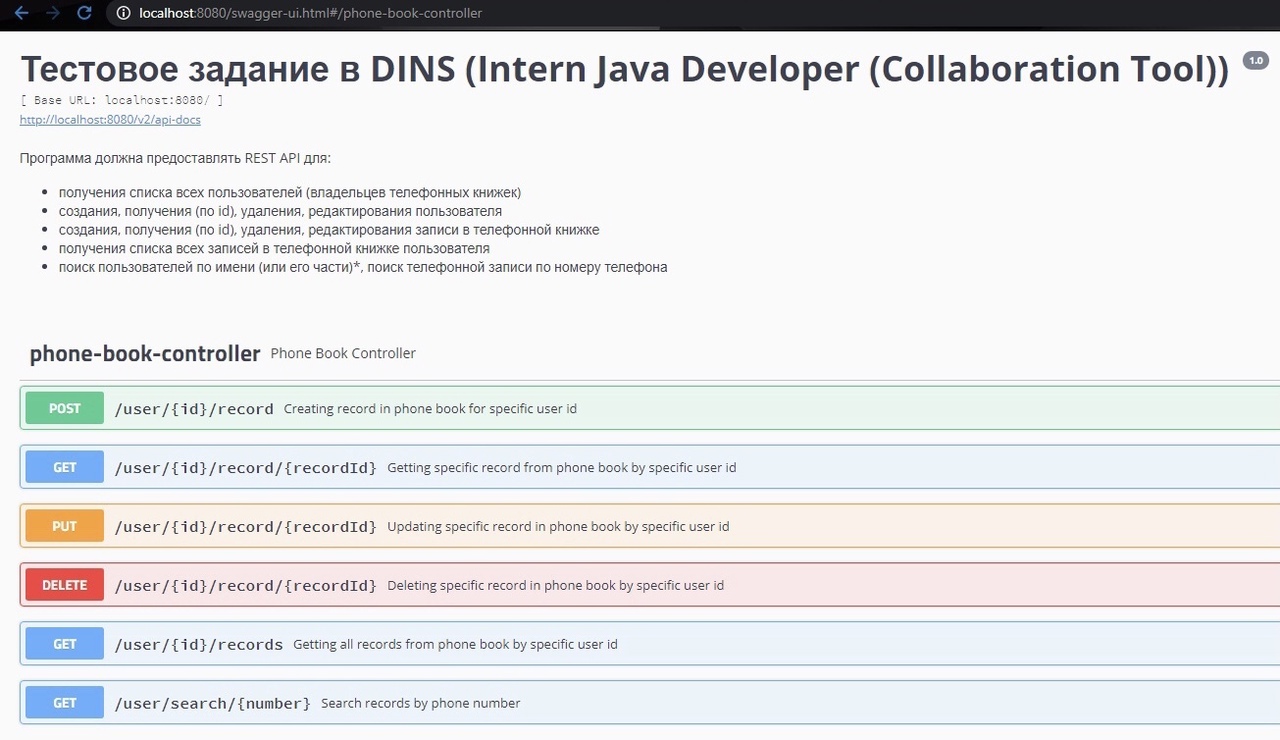 localhost:8080/swagger-ui.html#/phone-book-controller
Тестовое задание в DINS (Intern Java Developer (Collaboration Tool)) 1.0
[ Base URL: localhost:8080/ ]
http://localhost:8080/v2/api-docs
Программа должна предоставлять REST API для:
• получения списка всех пользователей (владельцев телефонных книжек)
• создания, получения (по id), удаления, редактирования пользователя
• создания, получения (по id), удаления, редактирования записи в телефонной книжке
• получения списка всех записей в телефонной книжке пользователя
• поиск пользователей по имени (или его части)*, поиск телефонной записи по номеру телефона
phone-book-controller Phone Book Controller
POST /user/{id}/record Creating record in phone book for specific user id
GET /user/{id}/record/{recordId} Getting specific record from phone book by specific user id
PUT /user/{id}/record/{recordId} Updating specific record in phone book by specific user id
DELETE /user/{id}/record/{recordId} Deleting specific record in phone book by specific user id
GET /user/{id}/records Getting all records from phone book by specific user id
GET /user/search/{number} Search records by phone number